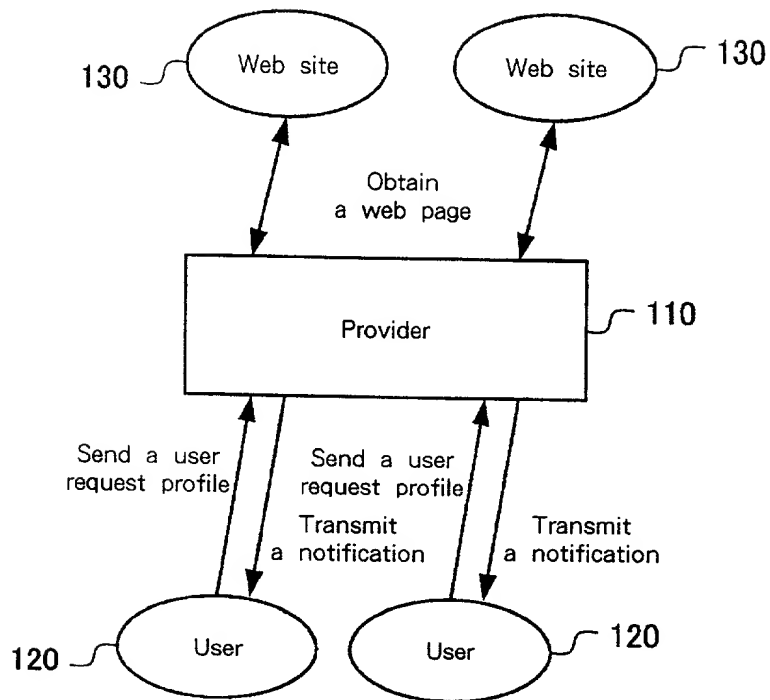 130
Web site
Web site
130
Obtain
a web page
Provider
110
Send a user
request profile
Send a user
request profile
Transmit
a notification
Transmit
a notification
120
User
User
120